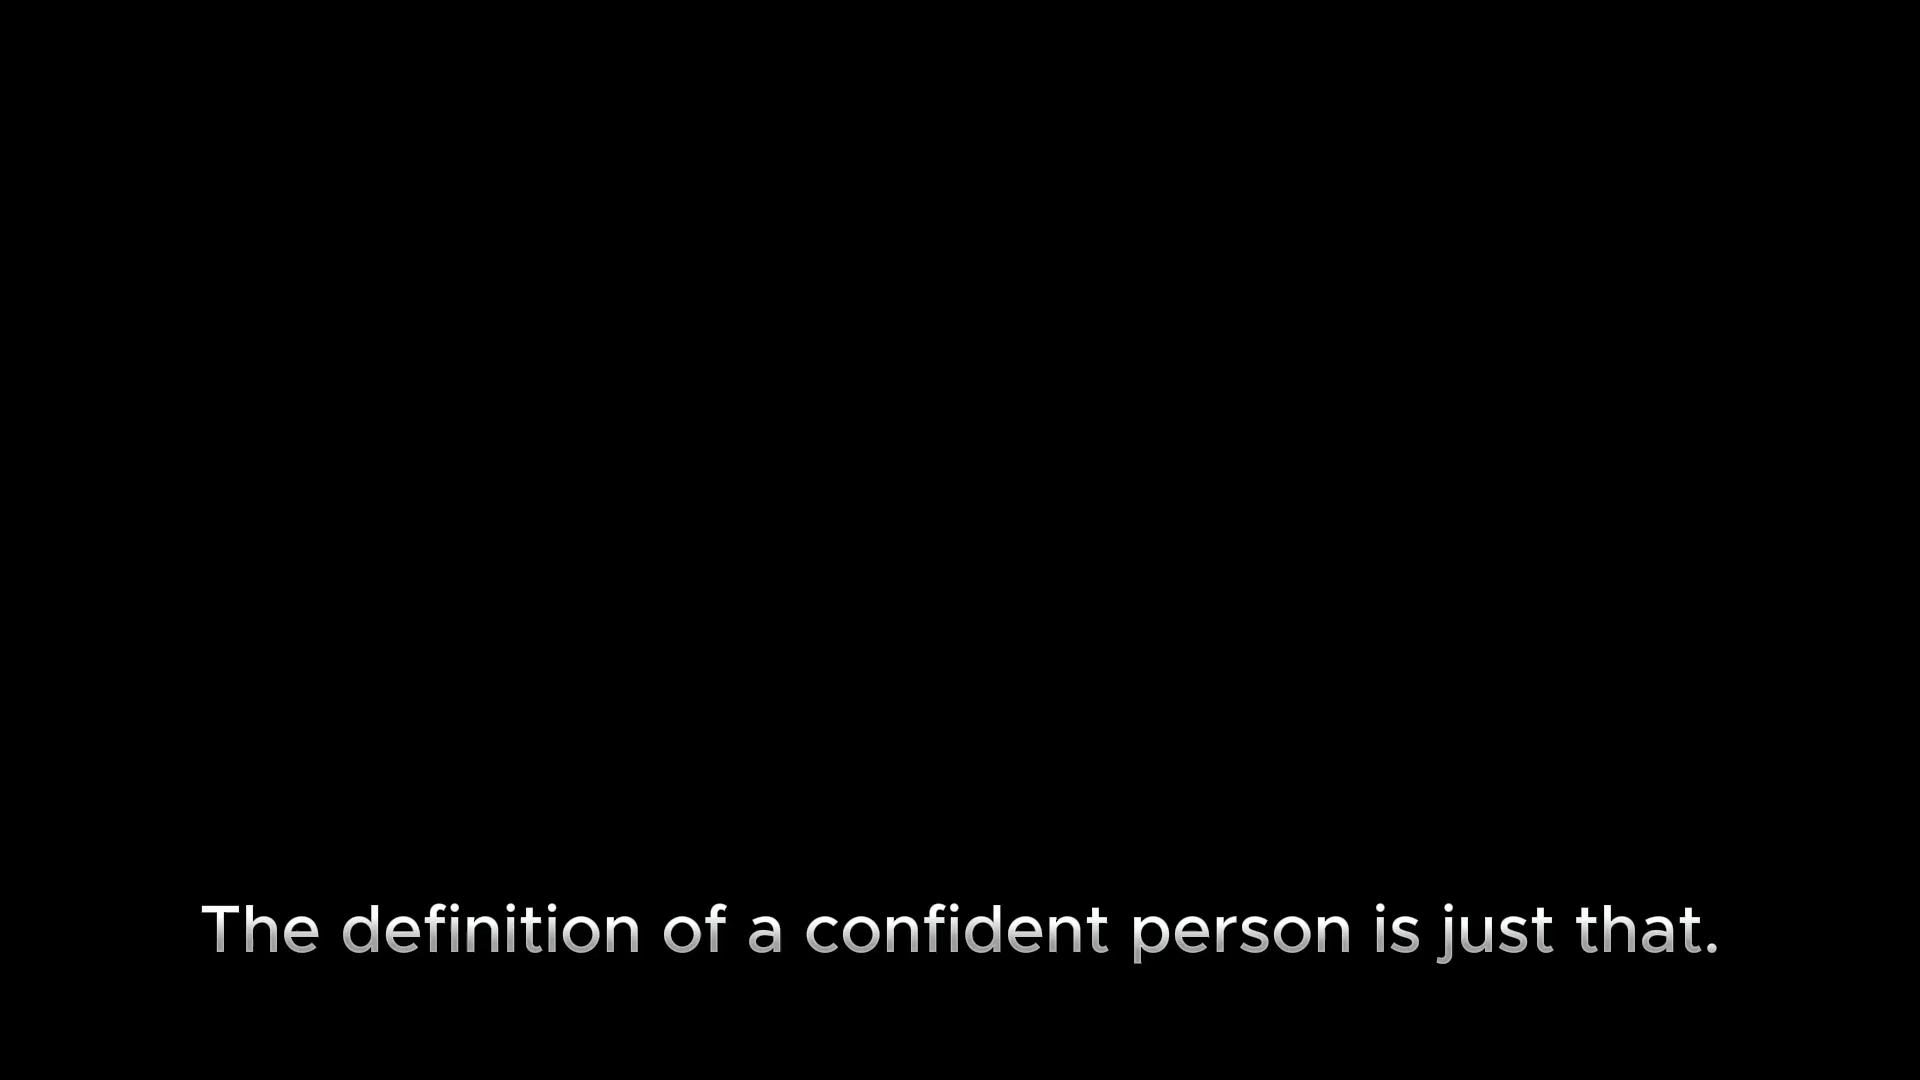 The definition of a confident person is just that.